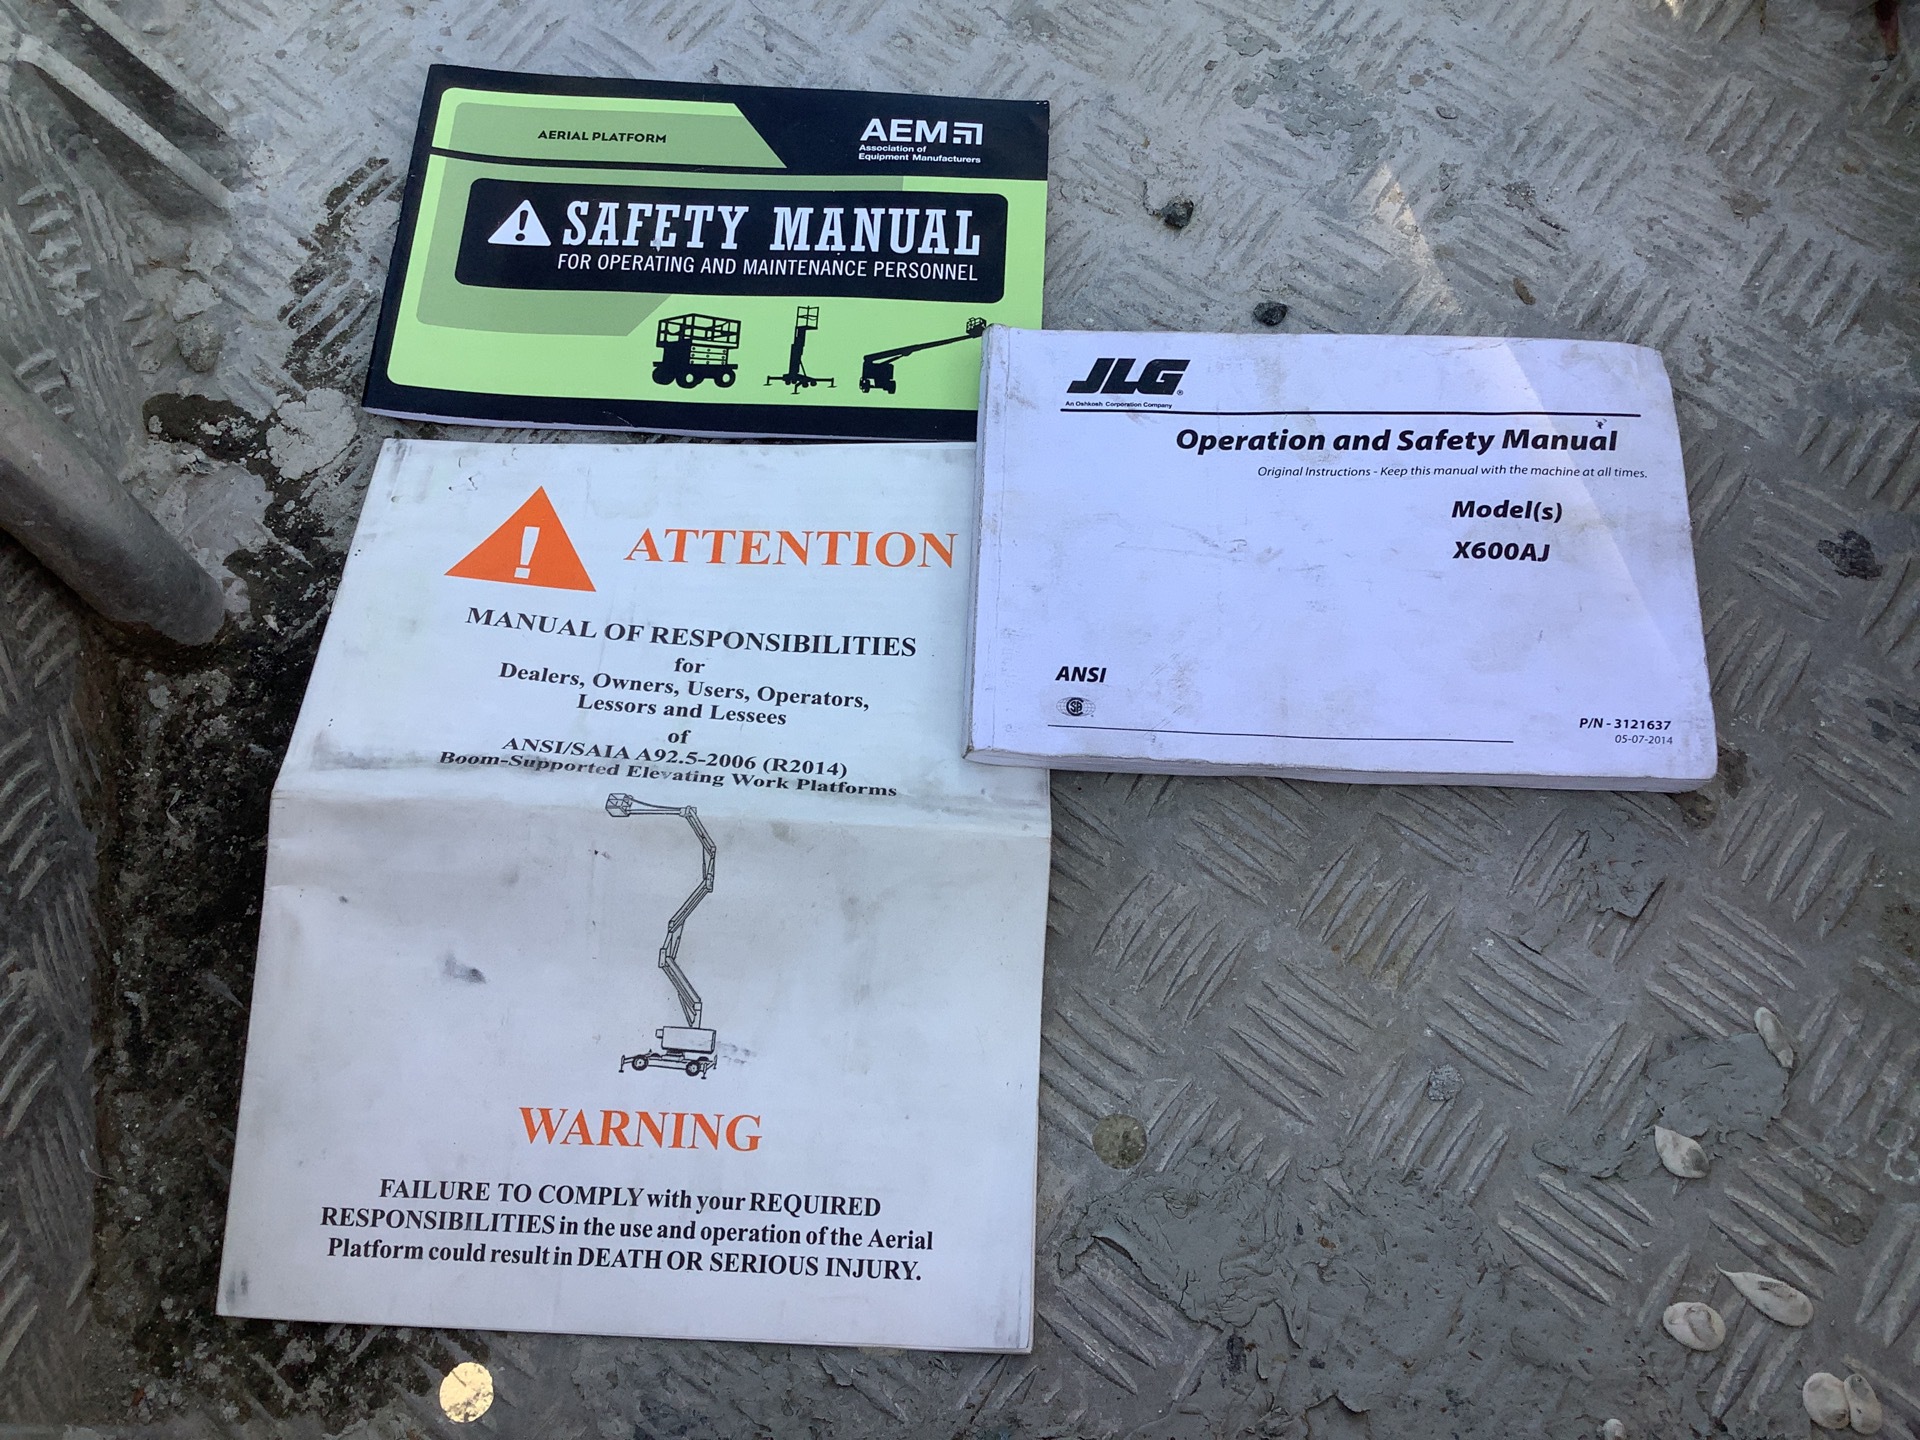 AERIAL PLATFORM
AEM
Association of
Equipment Manufacturers
SAFETY MANUAL
FOR OPERATING AND MAINTENANCE PERSONNEL
JLG®
An Oshkosh Corporation Company
Operation and Safety Manual
Original Instructions - Keep this manual with the machine at all times.
Model(s)
X600AJ
ANSI
P/N - 3121637
05-07-2014
ATTENTION
MANUAL OF RESPONSIBILITIES
for
Dealers, Owners, Users, Operators,
Lessors and Lessees
of
ANSI/SAIA A92.5-2006 (R2014)
Boom-Supported Elevating Work Platforms
WARNING
FAILURE TO COMPLY with your REQUIRED
RESPONSIBILITIES in the use and operation of the Aerial
Platform could result in DEATH OR SERIOUS INJURY.